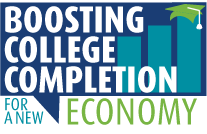 BOOSTING
COLLEGE
COMPLETION
FOR
A NEW
ECONOMY